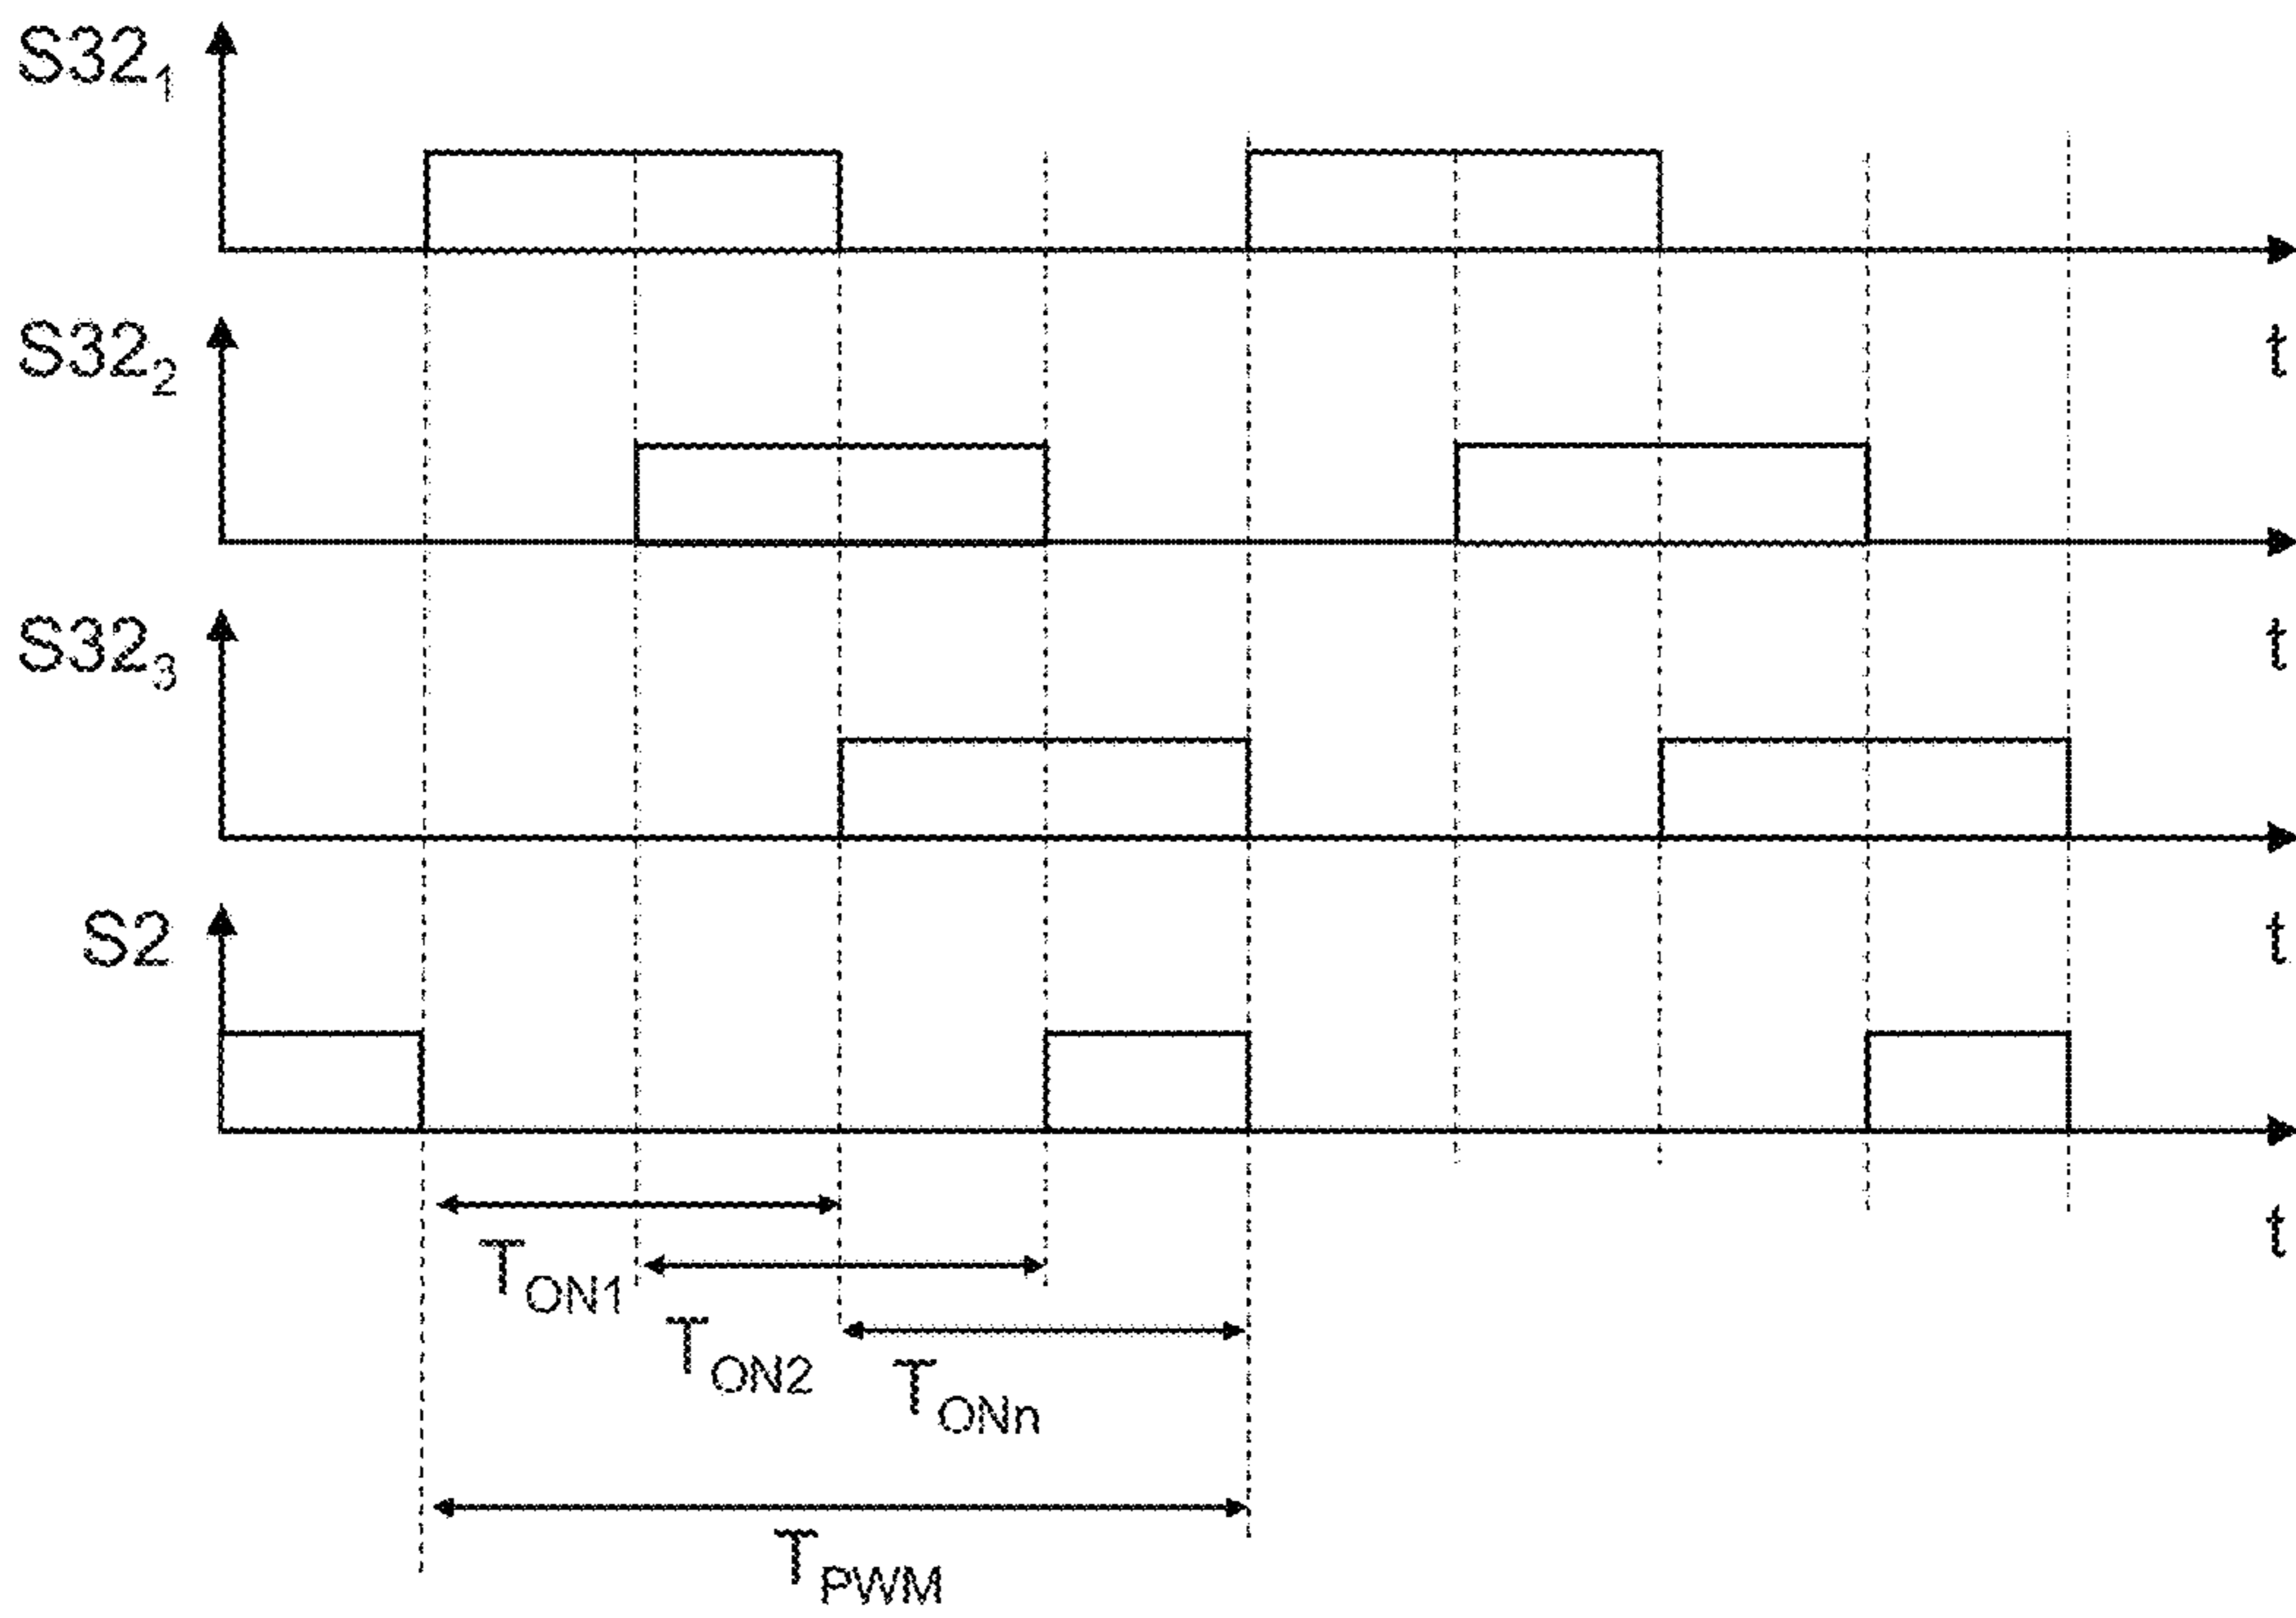 S32₁
S32₂
t
S32₃
t
S2
t
t
T_ON1
T_ON2
T_ONn
T_PWM